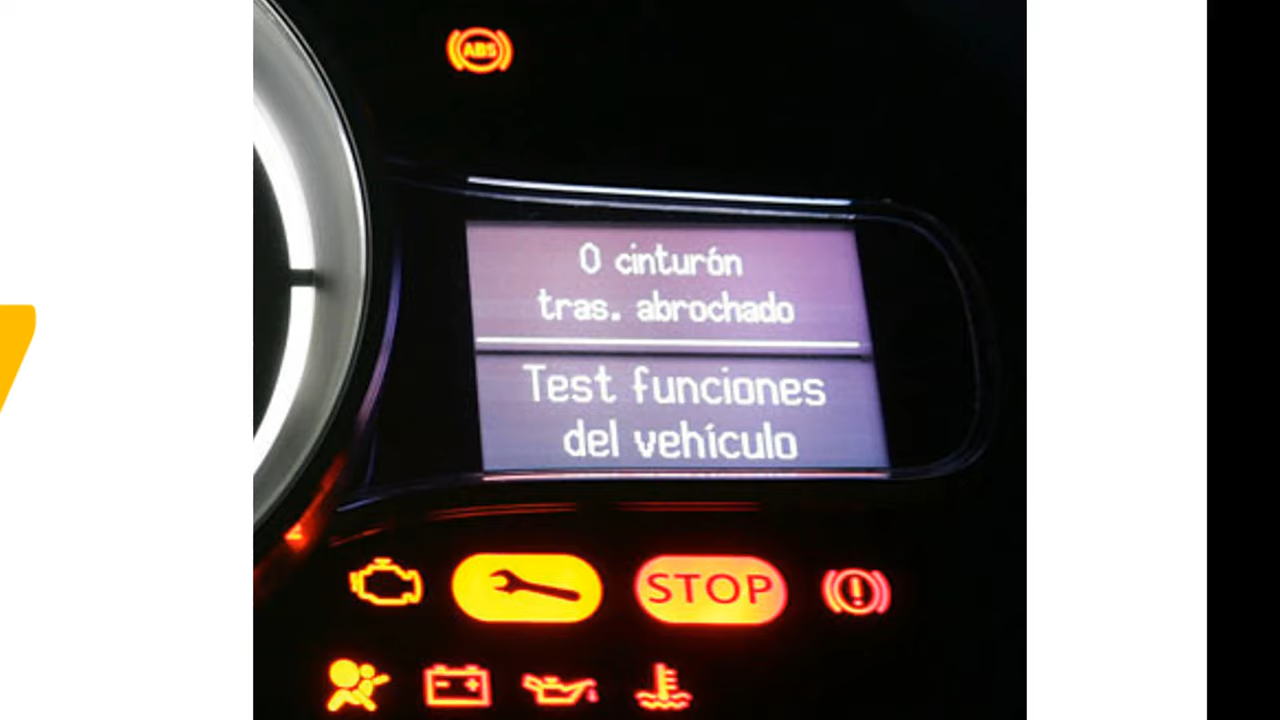 ABS
0 cinturón
tras. abrochado
Test funciones
del vehículo
STOP